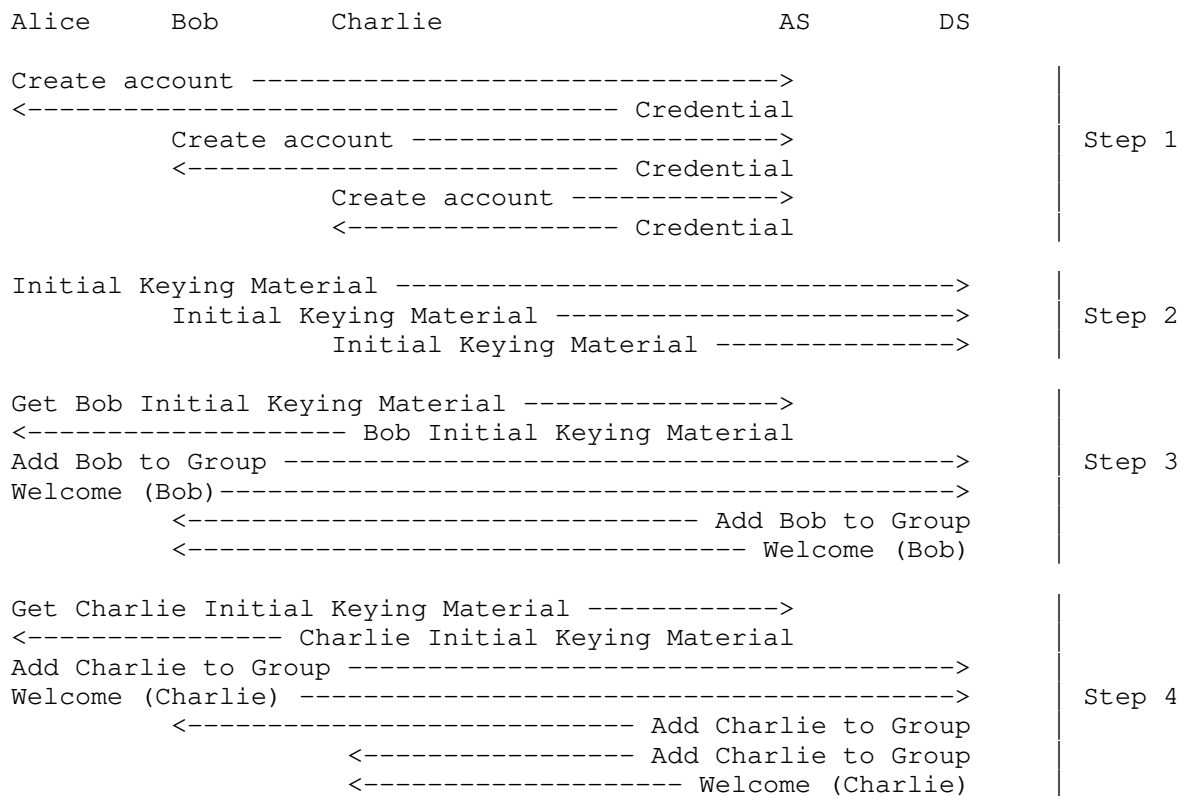 Alice     Bob       Charlie                     AS        DS
Create account --------------------------------->                |
<------------------------------------- Credential                |
          Create account ----------------------->                | Step 1
          <--------------------------- Credential                |
                    Create account ------------->                |
                    <----------------- Credential                |
Initial Keying Material ----------------------------------->     |
          Initial Keying Material ------------------------->     | Step 2
                    Initial Keying Material --------------->     |
Get Bob Initial Keying Material ---------------->                |
<-------------------- Bob Initial Keying Material                |
Add Bob to Group ------------------------------------------>     | Step 3
Welcome (Bob)---------------------------------------------->     |
          <-------------------------------- Add Bob to Group     |
          <----------------------------------- Welcome (Bob)     |
Get Charlie Initial Keying Material ------------>                |
<---------------- Charlie Initial Keying Material                |
Add Charlie to Group -------------------------------------->     |
Welcome (Charlie) ----------------------------------------->     | Step 4
          <---------------------------- Add Charlie to Group     |
                     <----------------- Add Charlie to Group     |
                     <-------------------- Welcome (Charlie)     |